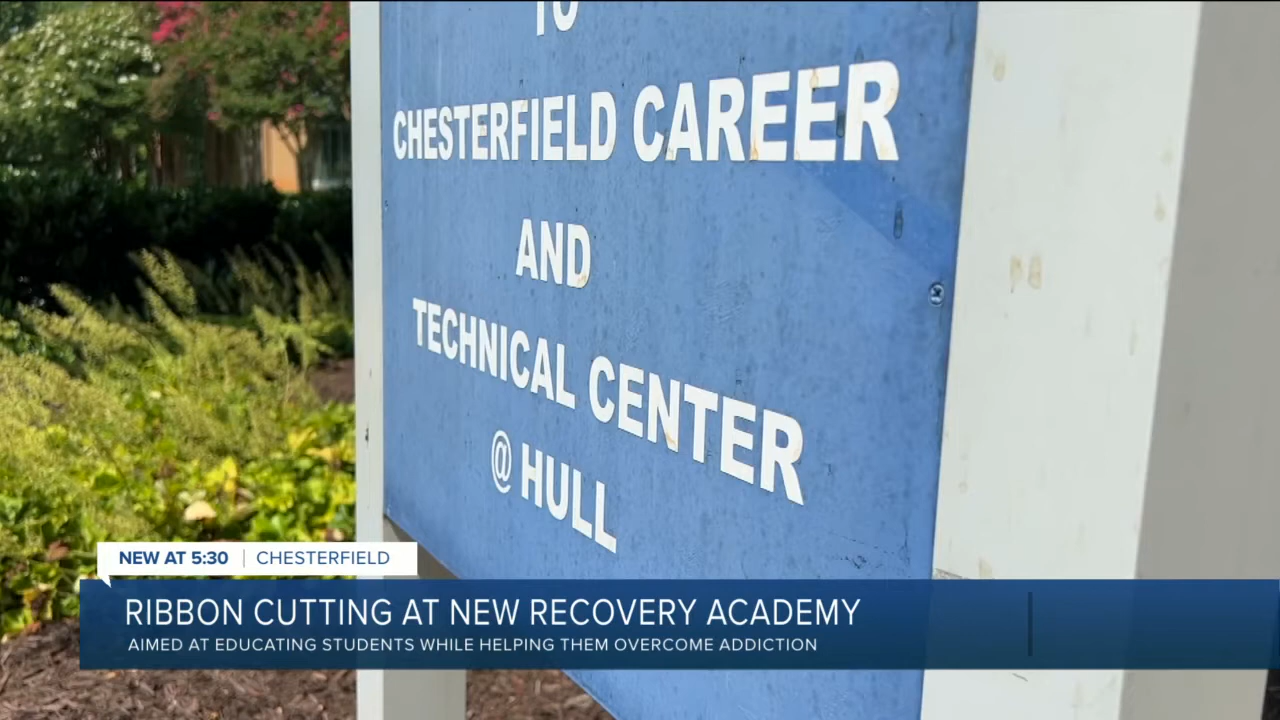 TO
CHESTERFIELD CAREER
AND
TECHNICAL CENTER
@ HULL
NEW AT 5:30 | CHESTERFIELD
RIBBON CUTTING AT NEW RECOVERY ACADEMY
AIMED AT EDUCATING STUDENTS WHILE HELPING THEM OVERCOME ADDICTION